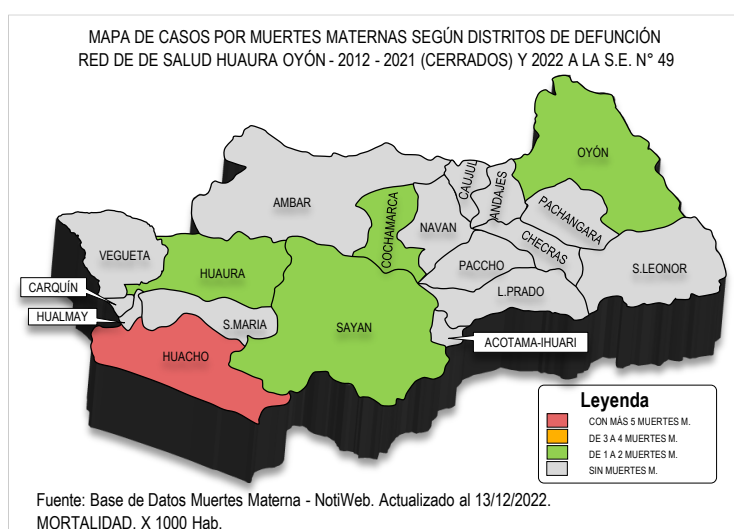 MAPA DE CASOS POR MUERTES MATERNAS SEGÚN DISTRITOS DE DEFUNCIÓN
RED DE DE SALUD HUAURA OYÓN - 2012 - 2021 (CERRADOS) Y 2022 A LA S.E. N° 49
OYÓN
CAUJUL
ANDAJES
AMBAR
COCHAMARCA
NAVAN
PACHANGARA
CHECRAS
VEGUETA
HUAURA
PACCHO
S.LEONOR
CARQUÍN
L.PRADO
HUALMAY
S.MARIA
SAYAN
ACOTAMA-IHUARI
HUACHO
Leyenda
CON MÁS 5 MUERTES M.
DE 3 A 4 MUERTES M.
DE 1 A 2 MUERTES M.
SIN MUERTES M.
Fuente: Base de Datos Muertes Materna - NotiWeb. Actualizado al 13/12/2022.
MORTALIDAD. X 1000 Hab.